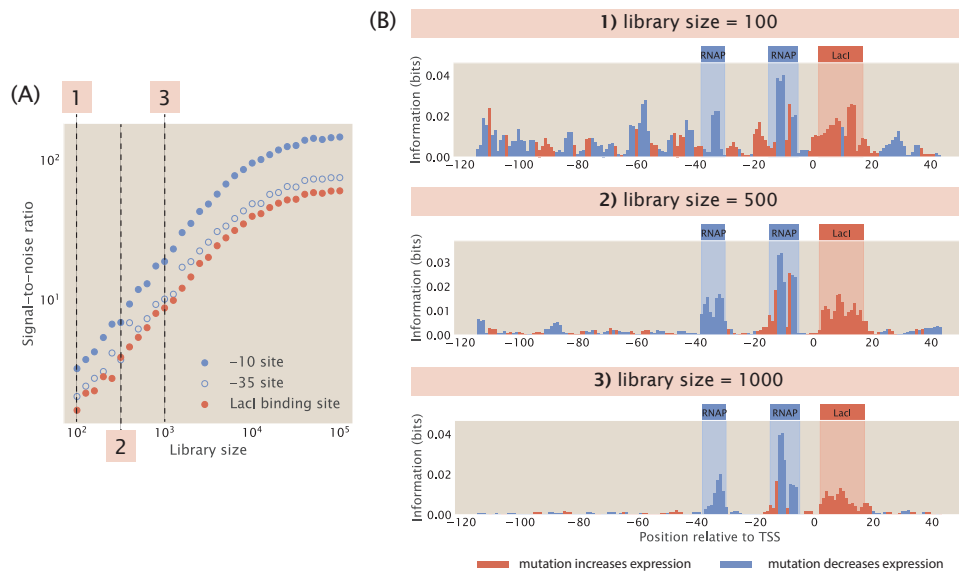 (A)
1
3
Signal-to-noise ratio
10²
10¹
−10 site
−35 site
LacI binding site
10²
10³
10⁴
10⁵
2
Library size
(B)
1) library size = 100
RNAP
RNAP
LacI
Information (bits)
0.04
0.02
0.00
−120
−100
−80
−60
−40
−20
0
20
40
2) library size = 500
RNAP
RNAP
LacI
Information (bits)
0.03
0.02
0.01
0.00
−120
−100
−80
−60
−40
−20
0
20
40
3) library size = 1000
RNAP
RNAP
LacI
Information (bits)
0.04
0.02
0.00
−120
−100
−80
−60
−40
−20
0
20
40
Position relative to TSS
mutation increases expression
mutation decreases expression